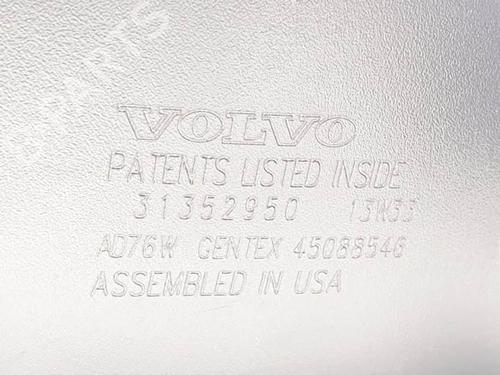 VOLVO
PATENTS LISTED INSIDE
31352950 13W33
AD76W GENTEX 45088546
ASSEMBLED IN USA